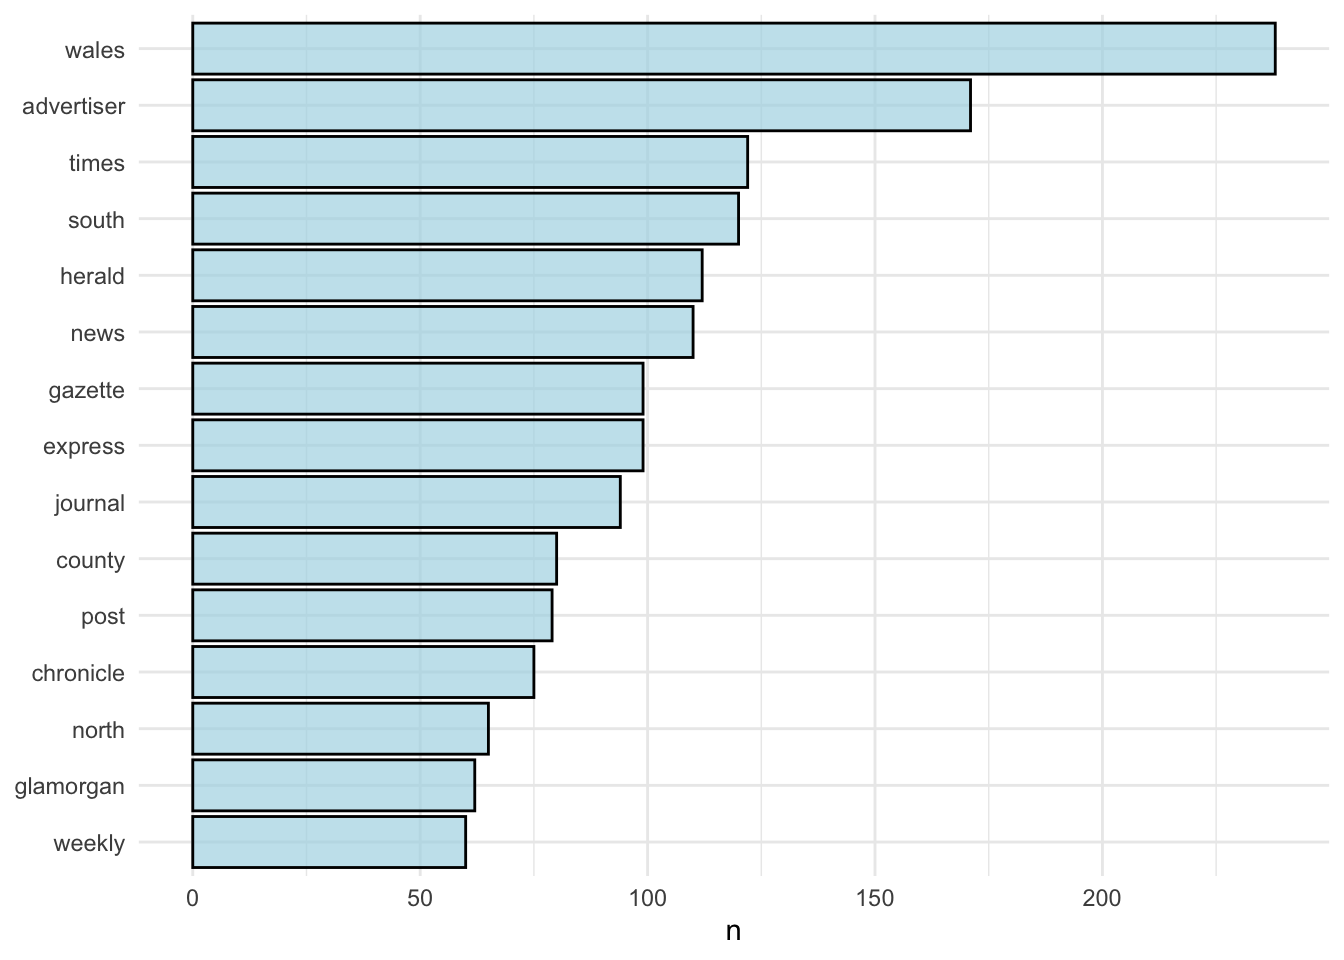 wales
advertiser
times
south
herald
news
gazette
express
journal
county
post
chronicle
north
glamorgan
weekly
0 50 100 150 200
n